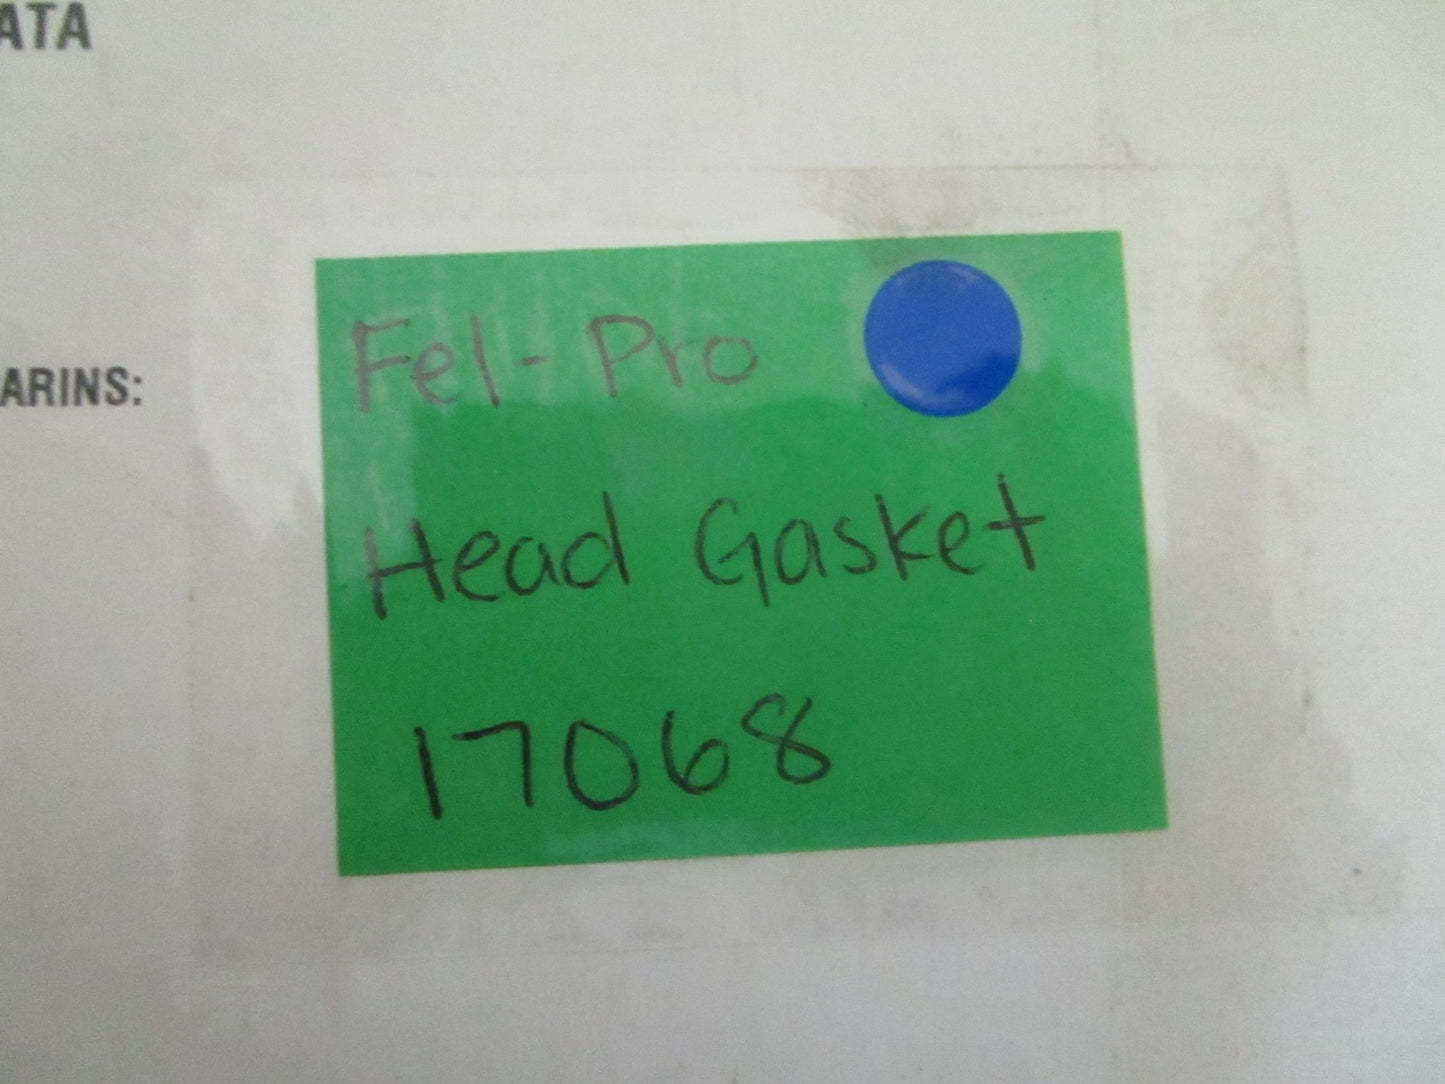 ATA
ARINS:
Fel-Pro
Head Gasket
17068